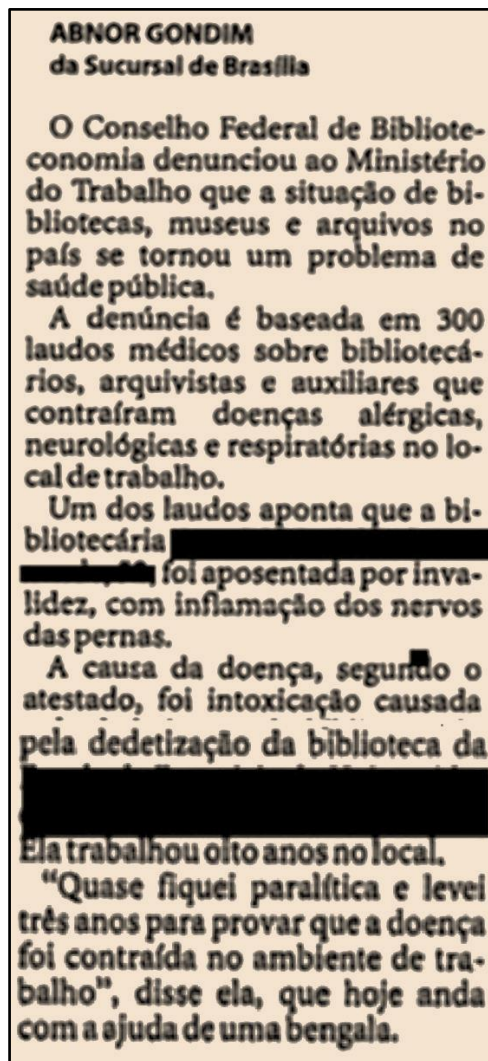 ABNOR GONDIM
da Sucursal de Brasília
O Conselho Federal de Bibliote-
conomia denunciou ao Ministério
do Trabalho que a situação de bi-
bliotecas, museus e arquivos no
país se tornou um problema de
saúde pública.
A denúncia é baseada em 300
laudos médicos sobre bibliotecá-
rios, arquivistas e auxiliares que
contraíram doenças alérgicas,
neurológicas e respiratórias no lo-
cal de trabalho.
Um dos laudos aponta que a bi-
bliotecária
foi aposentada por inva-
lidez, com inflamação dos nervos
das pernas.
A causa da doença, segundo o
atestado, foi intoxicação causada
pela dedetização da biblioteca da
Ela trabalhou oito anos no local.
“Quase fiquei paralítica e levei
três anos para provar que a doença
foi contraída no ambiente de tra-
balho”, disse ela, que hoje anda
com a ajuda de uma bengala.